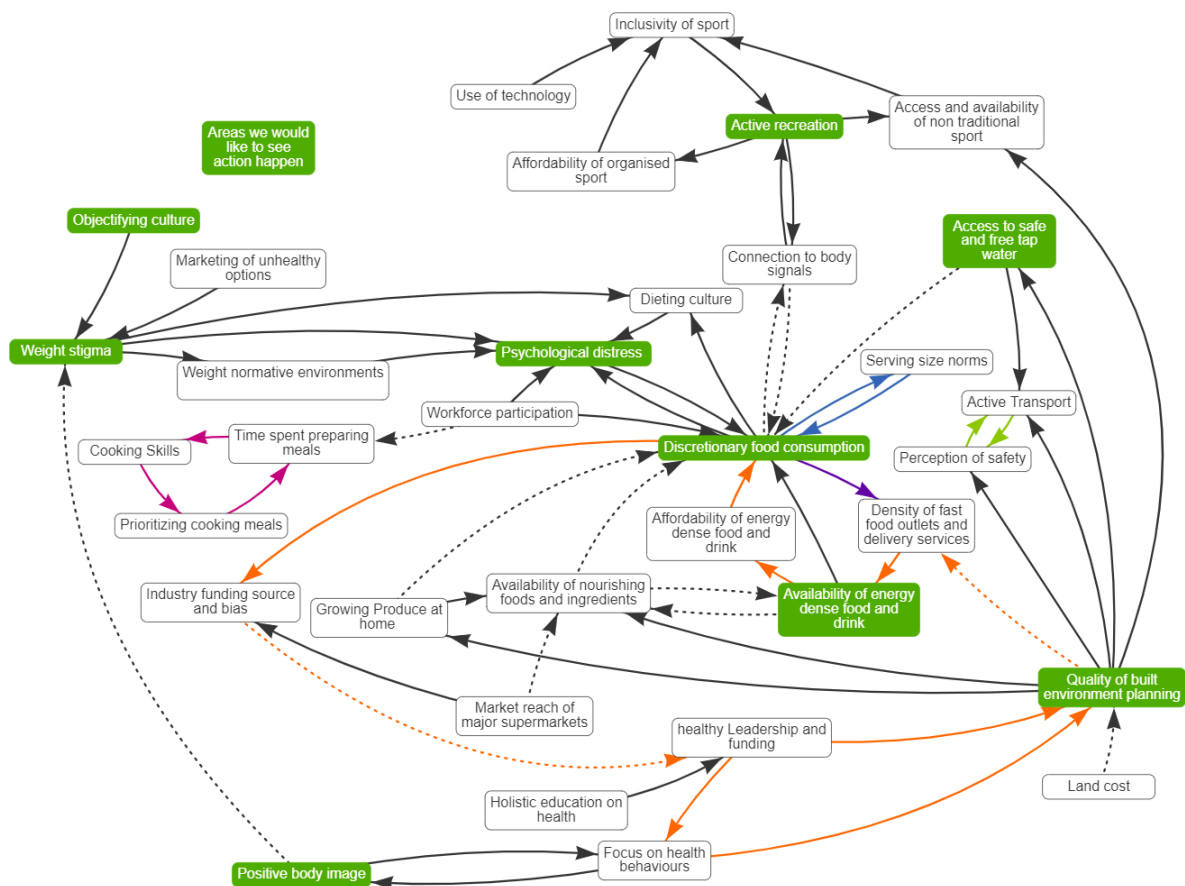 Inclusivity of sport
Use of technology
Access and availability
of non traditional
sport
Active recreation
Areas we would
like to see
action happen
Affordability of organised
sport
Objectifying culture
Access to safe
and free tap
water
Marketing of unhealthy
options
Connection to body
signals
Dieting culture
Weight stigma
Psychological distress
Serving size norms
Weight normative environments
Active Transport
Workforce participation
Time spent preparing
meals
Cooking Skills
Discretionary food consumption
Perception of safety
Prioritizing cooking meals
Affordability of energy
dense food and
drink
Density of fast
food outlets and
delivery services
Industry funding source
and bias
Growing Produce at
home
Availability of nourishing
foods and ingredients
Availability of energy
dense food and
drink
Quality of built
environment planning
Market reach of
major supermarkets
healthy Leadership and
funding
Land cost
Holistic education on
health
Focus on health
behaviours
Positive body image